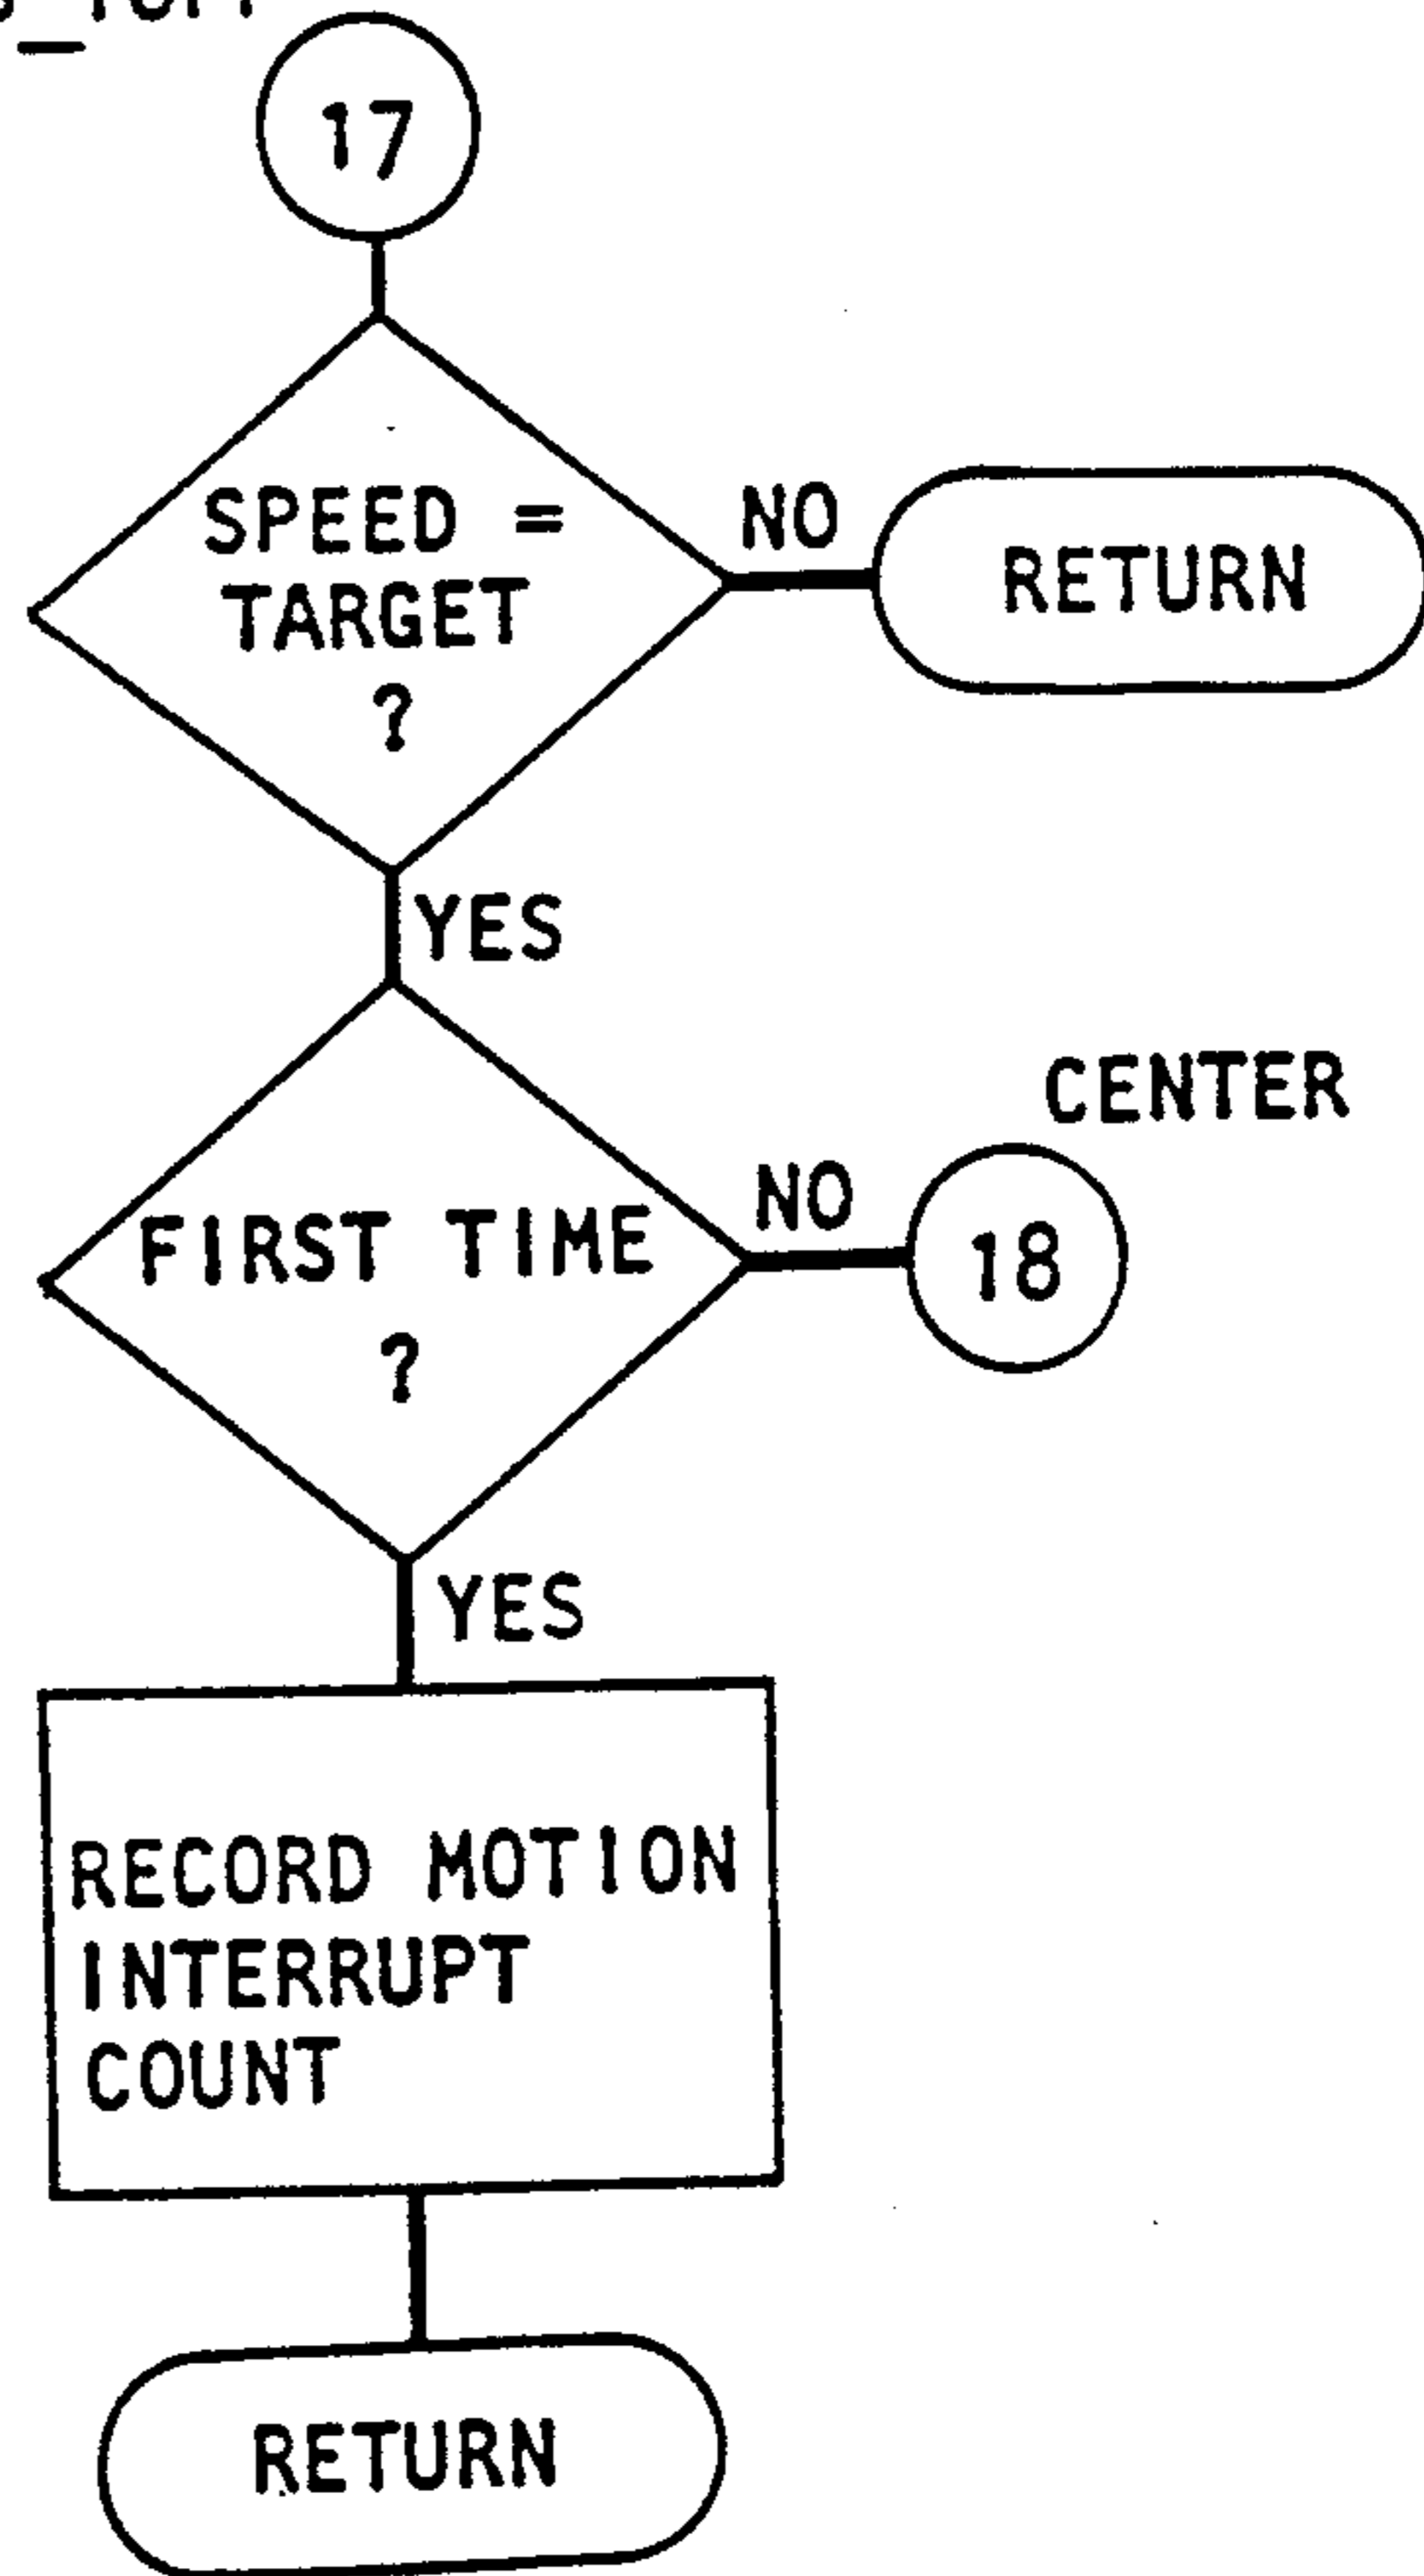 17
SPEED =
TARGET
?
NO
RETURN
YES
CENTER
FIRST TIME
?
NO
18
YES
RECORD MOTION
INTERRUPT
COUNT
RETURN